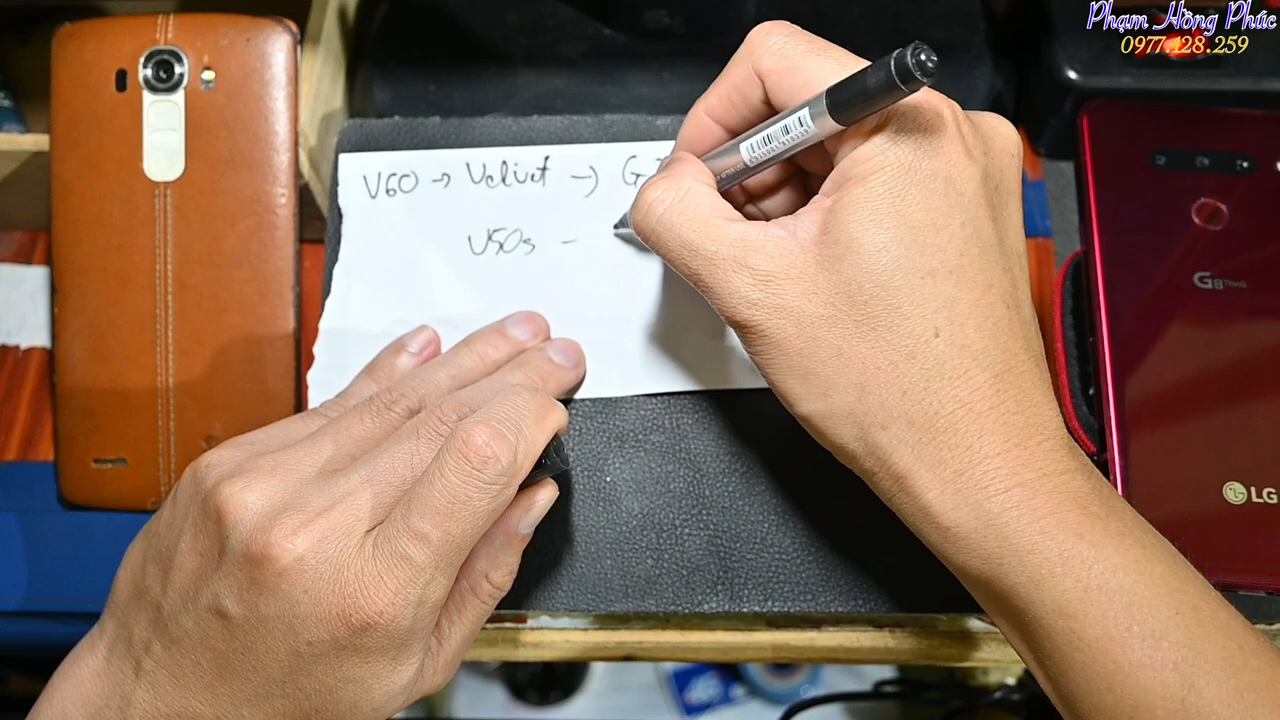 Phạm Hồng Phúc
0977.128.259
V60 → Velvet → G
V50s -
G8 ThinQ
LG